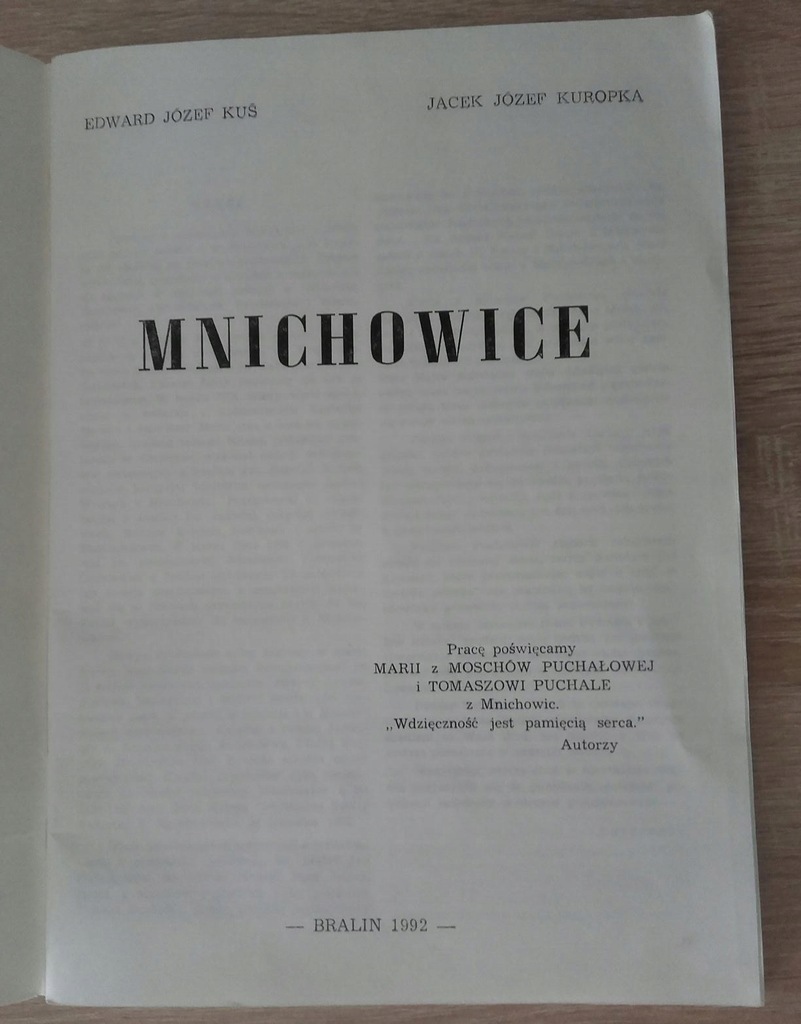 EDWARD JÓZEF KUŚ
JACEK JÓZEF KUROPKA
MNICHOWICE
Pracę poświęcamy
MARII z MOSCHÓW PUCHAŁOWEJ
i TOMASZOWI PUCHALE
z Mnichowic.
„Wdzięczność jest pamięcią serca.”
Autorzy
— BRALIN 1992 —